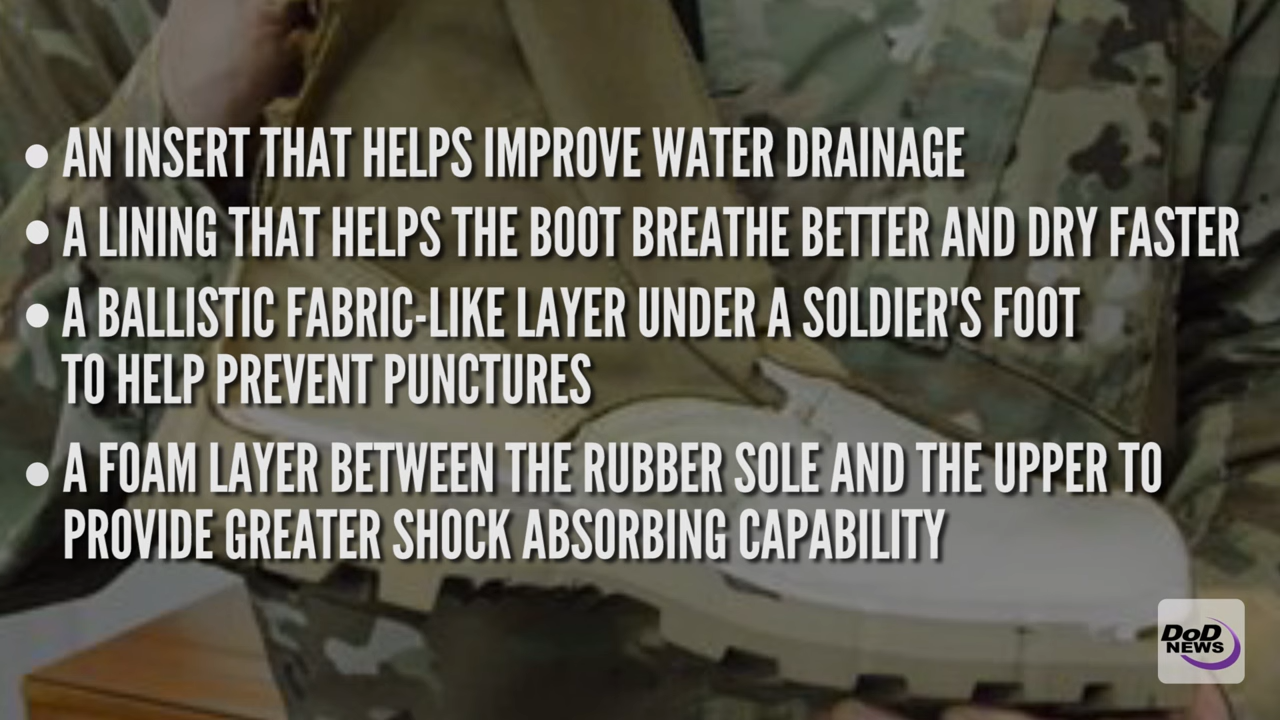 • AN INSERT THAT HELPS IMPROVE WATER DRAINAGE
• A LINING THAT HELPS THE BOOT BREATHE BETTER AND DRY FASTER
• A BALLISTIC FABRIC-LIKE LAYER UNDER A SOLDIER'S FOOT
TO HELP PREVENT PUNCTURES
• A FOAM LAYER BETWEEN THE RUBBER SOLE AND THE UPPER TO
PROVIDE GREATER SHOCK ABSORBING CAPABILITY
DoD
NEWS